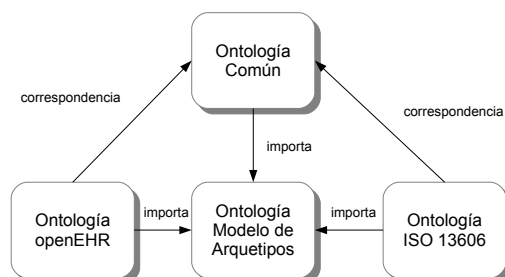 Ontología
Común
correspondencia
correspondencia
importa
Ontología
openEHR
importa
Ontología
Modelo de
Arquetipos
importa
Ontología
ISO 13606